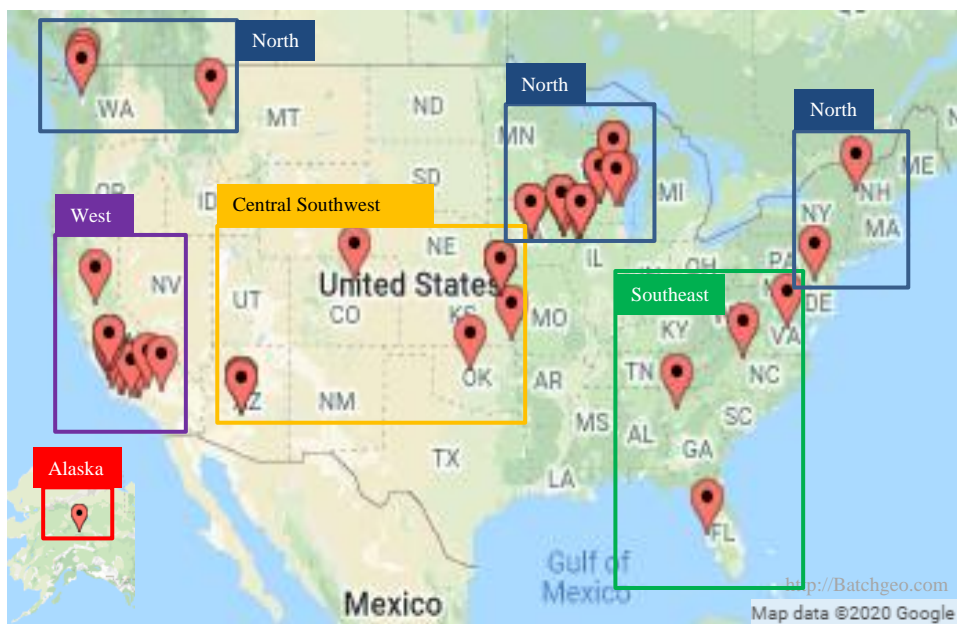 North
North
North
WA
MT
ND
MN
ME
OR
ID
SD
MI
NH
NY
MA
West
Central Southwest
NE
IL
OH
PA
NV
UT
United States
CO
KS
MO
Southeast
KY
VA
DE
AZ
NM
OK
AR
TN
NC
MS
AL
SC
GA
TX
LA
Alaska
FL
Gulf of
Mexico
Mexico
http://Batchgeo.com
Map data ©2020 Google